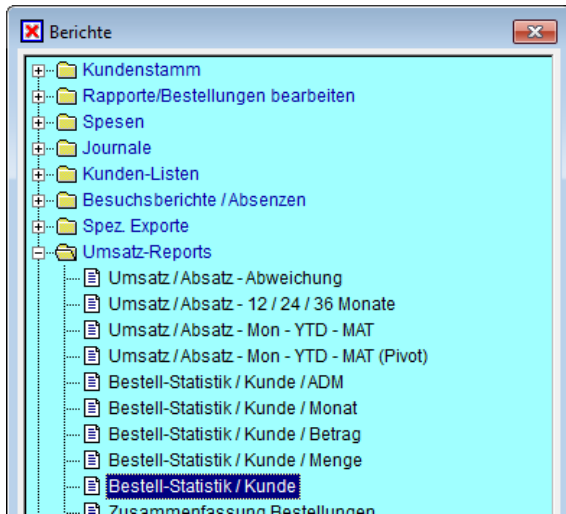 Berichte
Kundenstamm
Rapporte/Bestellungen bearbeiten
Spesen
Journale
Kunden-Listen
Besuchsberichte / Absenzen
Spez. Exporte
Umsatz-Reports
Umsatz / Absatz - Abweichung
Umsatz / Absatz - 12 / 24 / 36 Monate
Umsatz / Absatz - Mon - YTD - MAT
Umsatz / Absatz - Mon - YTD - MAT (Pivot)
Bestell-Statistik / Kunde / ADM
Bestell-Statistik / Kunde / Monat
Bestell-Statistik / Kunde / Betrag
Bestell-Statistik / Kunde / Menge
Bestell-Statistik / Kunde
Zusammenfassung Bestellungen